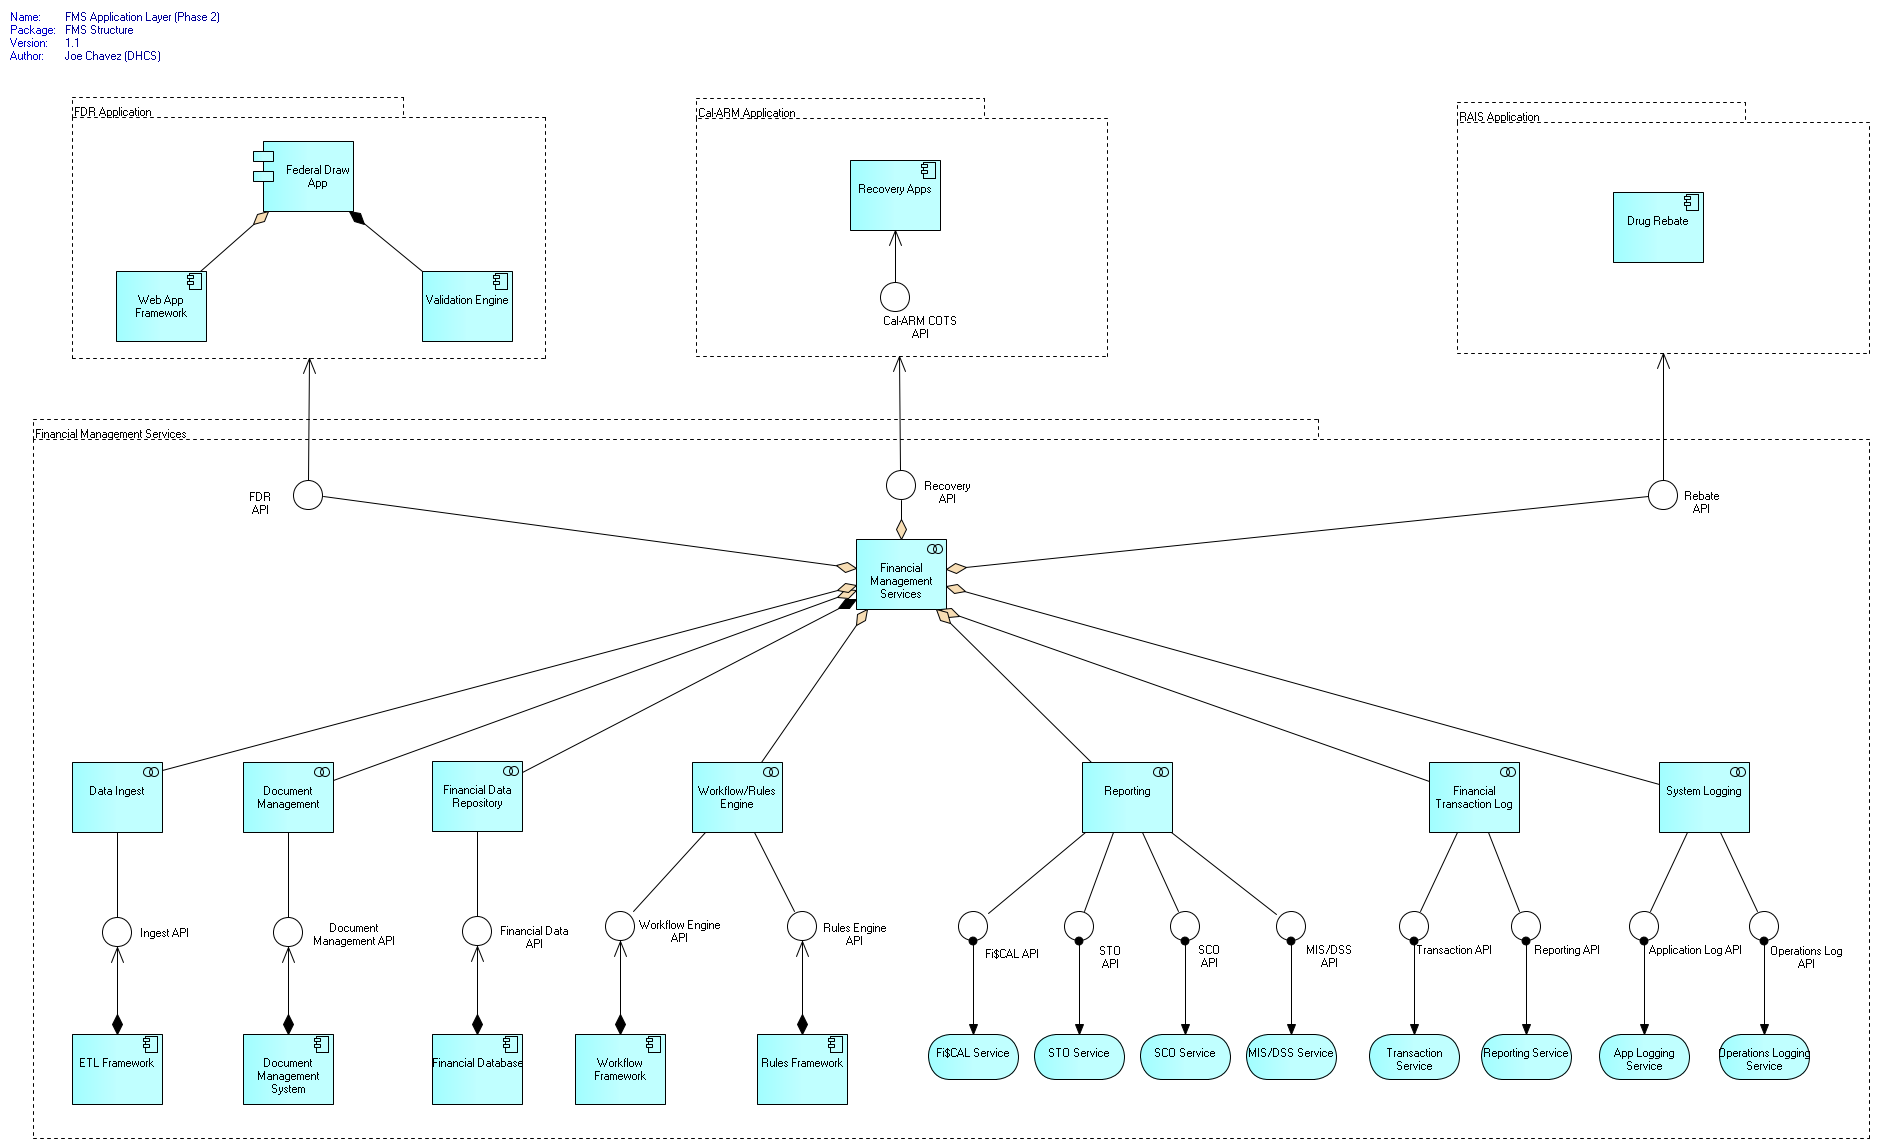 Name: FMS Application Layer (Phase 2)
Package: FMS Structure
Version: 1.1
Author: Joe Chavez (DHCS)
FDR Application
Cal-ARM Application
RAIS Application
Federal Draw
App
Recovery Apps
Drug Rebate
Web App
Framework
Validation Engine
Cal-ARM COTS
API
Financial Management Services
FDR
API
Recovery
API
Rebate
API
Financial
Management
Services
Data Ingest
Document
Management
Financial Data
Repository
Workflow/Rules
Engine
Reporting
Financial
Transaction Log
System Logging
Ingest API
Document
Management API
Financial Data
API
Workflow Engine
API
Rules Engine
API
Fi$CAL API
STO
API
SCO
API
MIS/DSS
API
Transaction API
Reporting API
Application Log API
Operations Log
API
ETL Framework
Document
Management
System
Financial Database
Workflow
Framework
Rules Framework
Fi$CAL Service
STO Service
SCO Service
MIS/DSS Service
Transaction
Service
Reporting Service
App Logging
Service
Operations Logging
Service